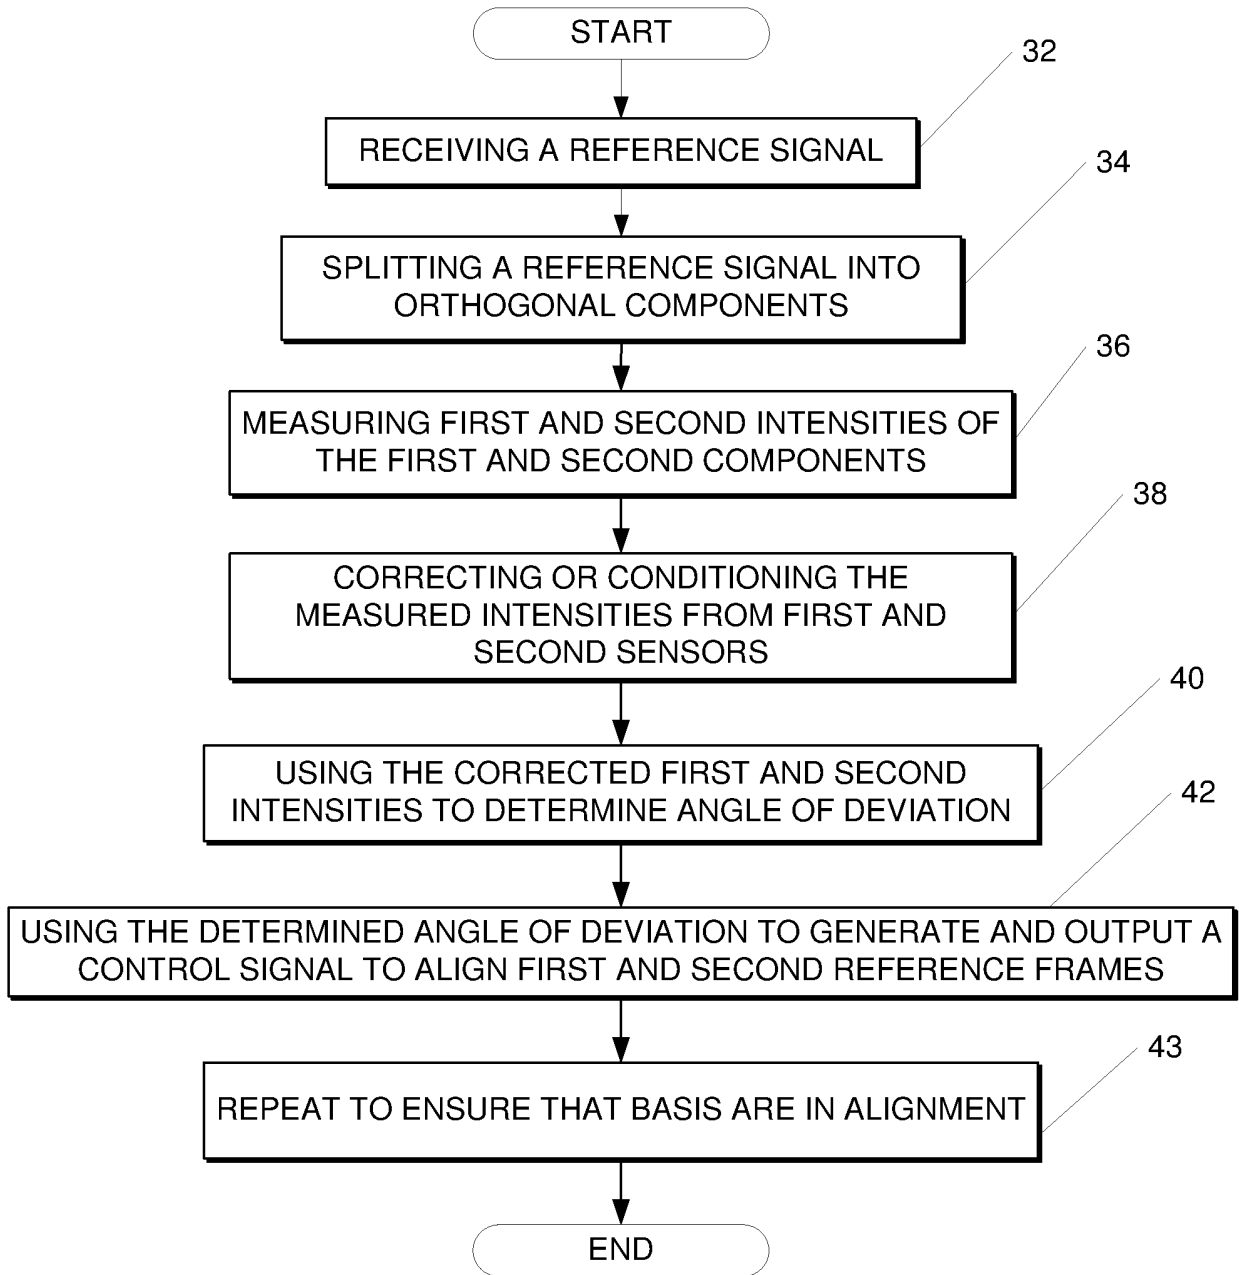 START
32
RECEIVING A REFERENCE SIGNAL
34
SPLITTING A REFERENCE SIGNAL INTO
ORTHOGONAL COMPONENTS
36
MEASURING FIRST AND SECOND INTENSITIES OF
THE FIRST AND SECOND COMPONENTS
38
CORRECTING OR CONDITIONING THE
MEASURED INTENSITIES FROM FIRST AND
SECOND SENSORS
40
USING THE CORRECTED FIRST AND SECOND
INTENSITIES TO DETERMINE ANGLE OF DEVIATION
42
USING THE DETERMINED ANGLE OF DEVIATION TO GENERATE AND OUTPUT A
CONTROL SIGNAL TO ALIGN FIRST AND SECOND REFERENCE FRAMES
43
REPEAT TO ENSURE THAT BASIS ARE IN ALIGNMENT
END